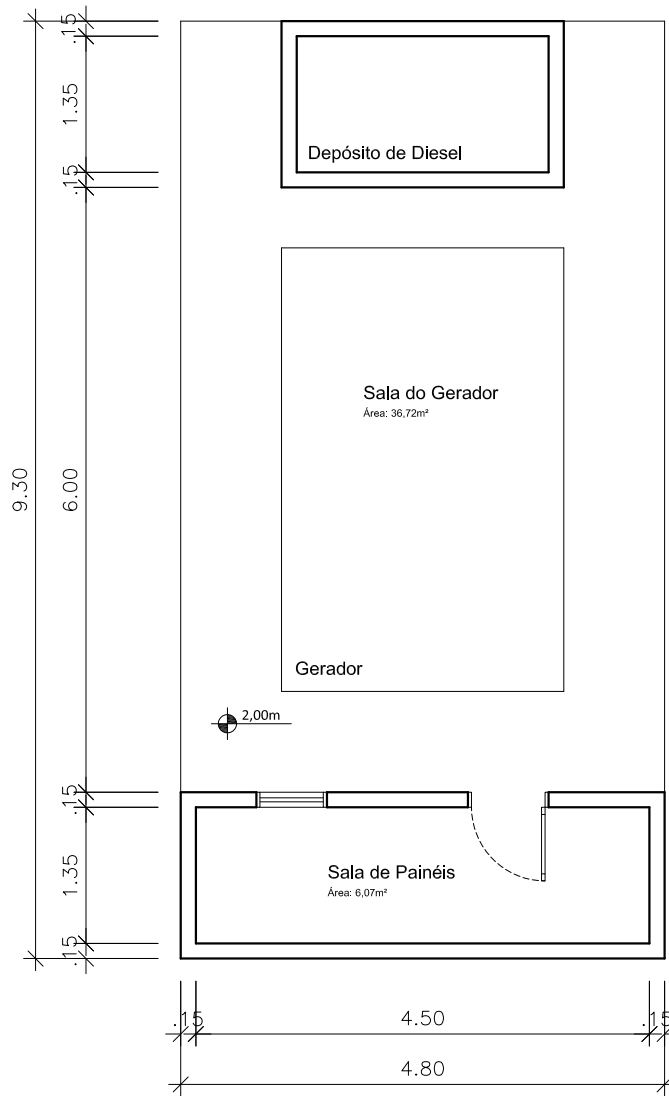 .15
1.35
Depósito de Diesel
.15
Sala do Gerador
Área: 36,72m²
9.30
6.00
Gerador
2,00m
.15
1.35
Sala de Painéis
Área: 6,07m²
.15
.15
4.50
.15
4.80